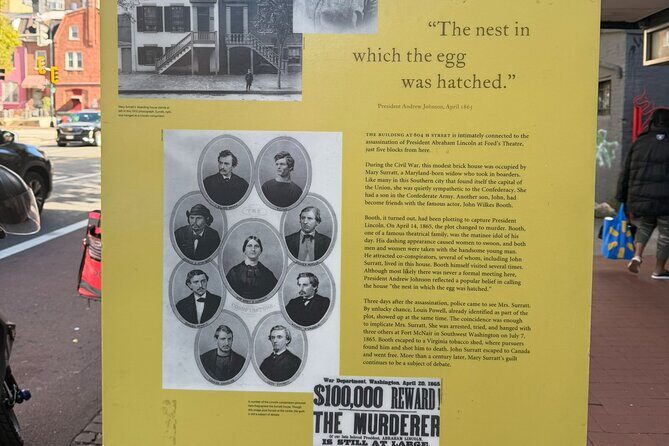 “The nest in
which the egg
was hatched.”
President Andrew Johnson, April 1865
THE BUILDING AT 604 H STREET is intimately connected to the
assassination of President Abraham Lincoln at Ford’s Theatre,
just five blocks from here.
During the Civil War, this modest brick house was occupied by
Mary Surratt, a Maryland-born widow who took in boarders.
Like many in this Southern city that found itself the capital of
the Union, she was quietly sympathetic to the Confederacy. She
had a son in the Confederate Army. Another son, John, had
become friends with the famous actor, John Wilkes Booth.
Booth, it turned out, had been plotting to capture President
Lincoln. On April 14, 1865, the plot changed to murder. Booth,
one of a famous theatrical family, was the matinee idol of his
day. His dashing appearance caused women to swoon, and both
men and women were taken with the handsome young man.
He attracted co-conspirators, several of whom, including John
Surratt, lived in this house. Booth himself visited several times.
Although most likely there was never a formal meeting here,
President Andrew Johnson reflected a popular belief in calling
the house “the nest in which the egg was hatched.”
Three days after the assassination, police came to see Mrs. Surratt.
By unlucky chance, Louis Powell, already identified as part of the
plot, showed up at the same time. The coincidence was enough
to implicate Mrs. Surratt. She was arrested, tried, and hanged with
three others at Fort McNair in Southwest Washington on July 7,
1865. Booth escaped to a Virginia tobacco shed, where pursuers
found him and shot him to death. John Surratt escaped to Canada
and went free. More than a century later, Mary Surratt’s guilt
continues to be a subject of debate.
THE
CONSPIRATORS
War Department, Washington, April 20, 1865
$100,000 REWARD!
THE MURDERER
Of our late beloved President, ABRAHAM LINCOLN,
IS STILL AT LARGE